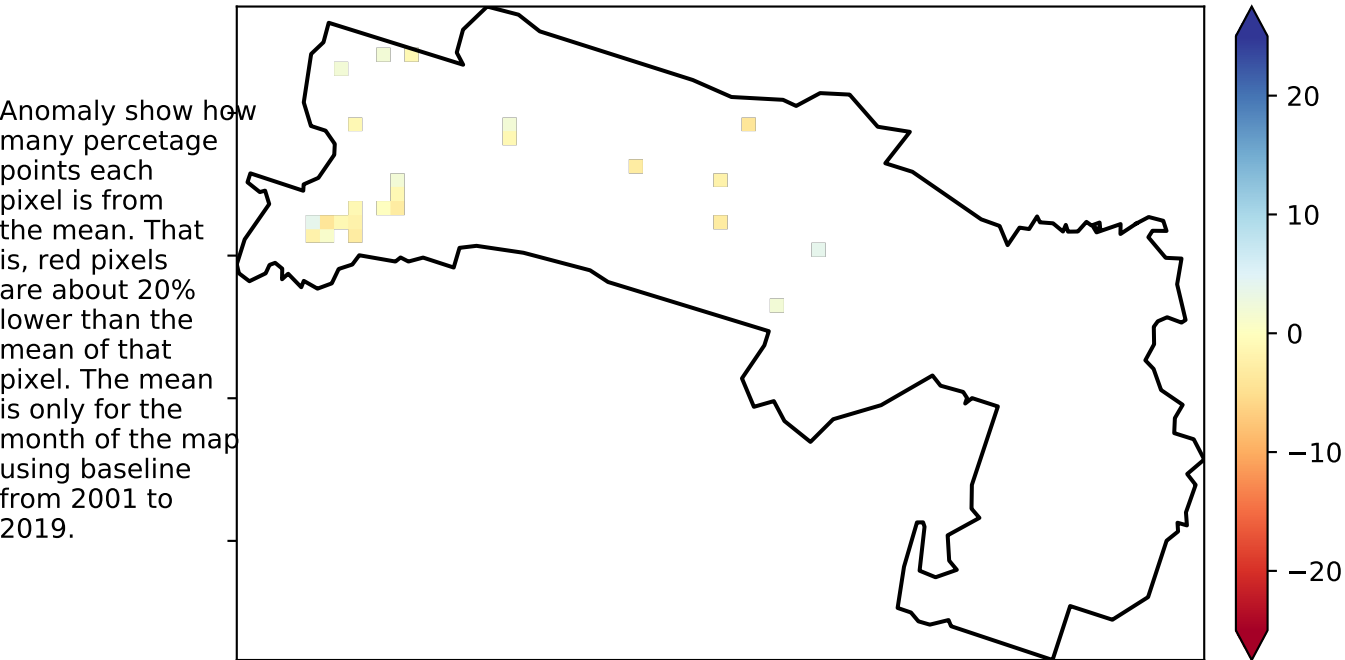 Anomaly show how
many percetage
points each
pixel is from
the mean. That
is, red pixels
are about 20%
lower than the
mean of that
pixel. The mean
is only for the
month of the map
using baseline
from 2001 to
2019.
20
10
0
−10
−20